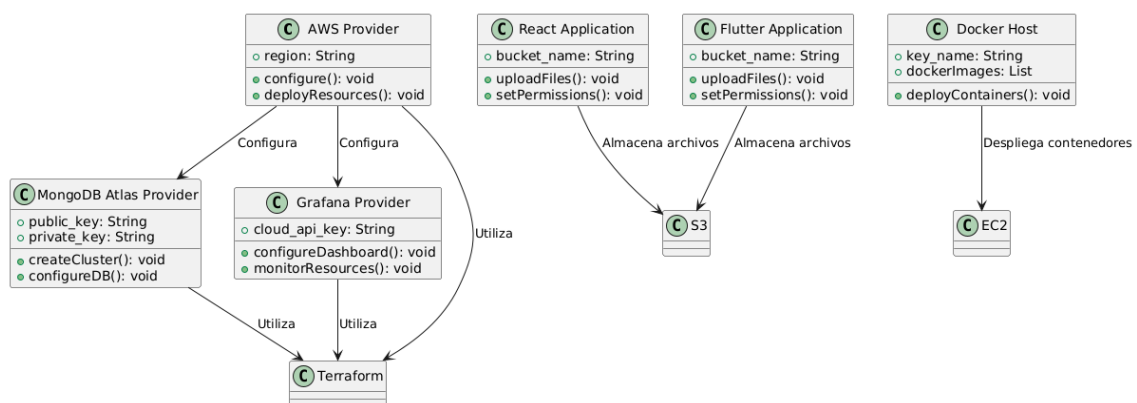 C AWS Provider
region: String
configure(): void
deployResources(): void
C React Application
bucket_name: String
uploadFiles(): void
setPermissions(): void
C Flutter Application
bucket_name: String
uploadFiles(): void
setPermissions(): void
C Docker Host
key_name: String
dockerImages: List
deployContainers(): void
Configura
Configura
Almacena archivos
Almacena archivos
Despliega contenedores
C MongoDB Atlas Provider
public_key: String
private_key: String
createCluster(): void
configureDB(): void
C Grafana Provider
cloud_api_key: String
configureDashboard(): void
monitorResources(): void
Utiliza
C S3
C EC2
Utiliza
Utiliza
C Terraform